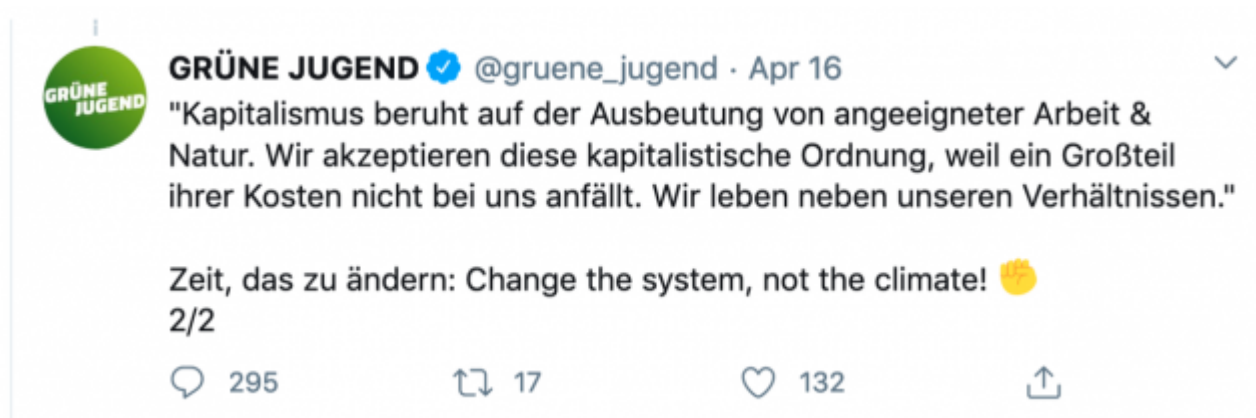 GRÜNE JUGEND @gruene_jugend · Apr 16
GRÜNE
JUGEND
"Kapitalismus beruht auf der Ausbeutung von angeeigneter Arbeit &
Natur. Wir akzeptieren diese kapitalistische Ordnung, weil ein Großteil
ihrer Kosten nicht bei uns anfällt. Wir leben neben unseren Verhältnissen."
Zeit, das zu ändern: Change the system, not the climate! ✊
2/2
295 17 132